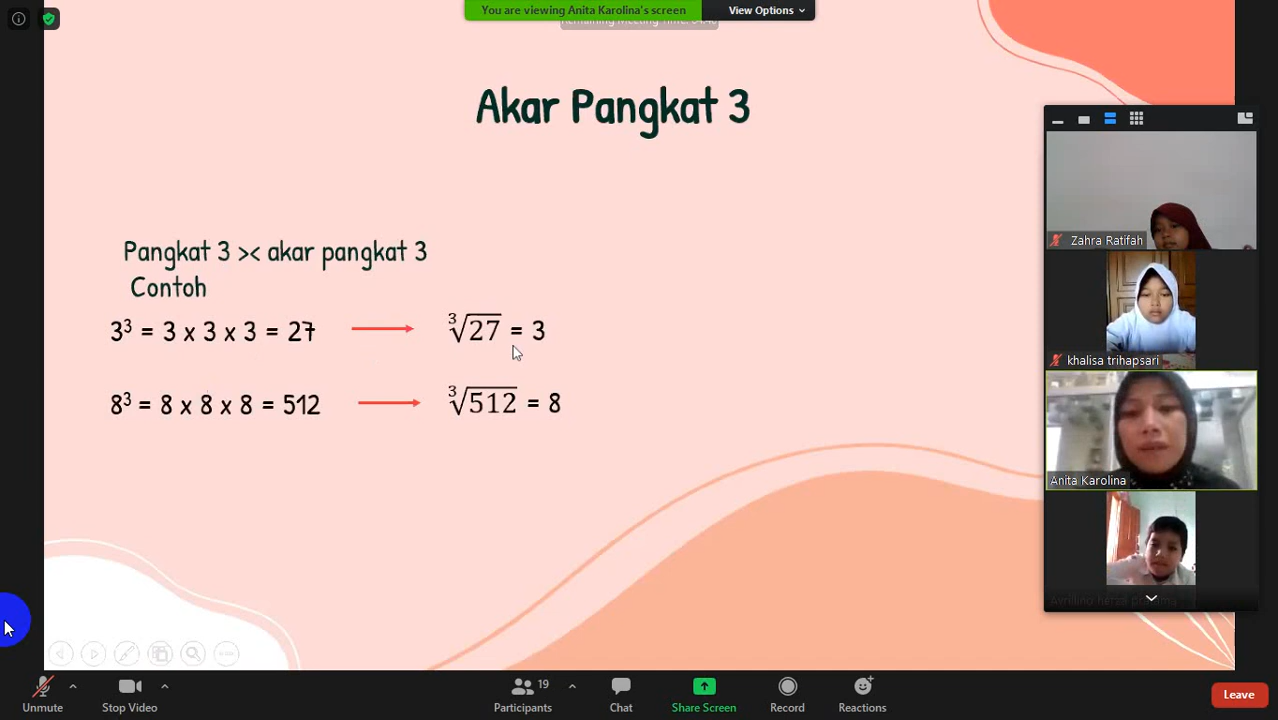 You are viewing Anita Karolina's screen
View Options
Akar Pangkat 3
Pangkat 3 >< akar pangkat 3
Contoh
3³ = 3 x 3 x 3 = 27
∛27 = 3
8³ = 8 x 8 x 8 = 512
∛512 = 8
Zahra Ratifah
khalisa trihapsari
Anita Karolina
Unmute
Stop Video
Participants
19
Chat
Share Screen
Record
Reactions
Leave